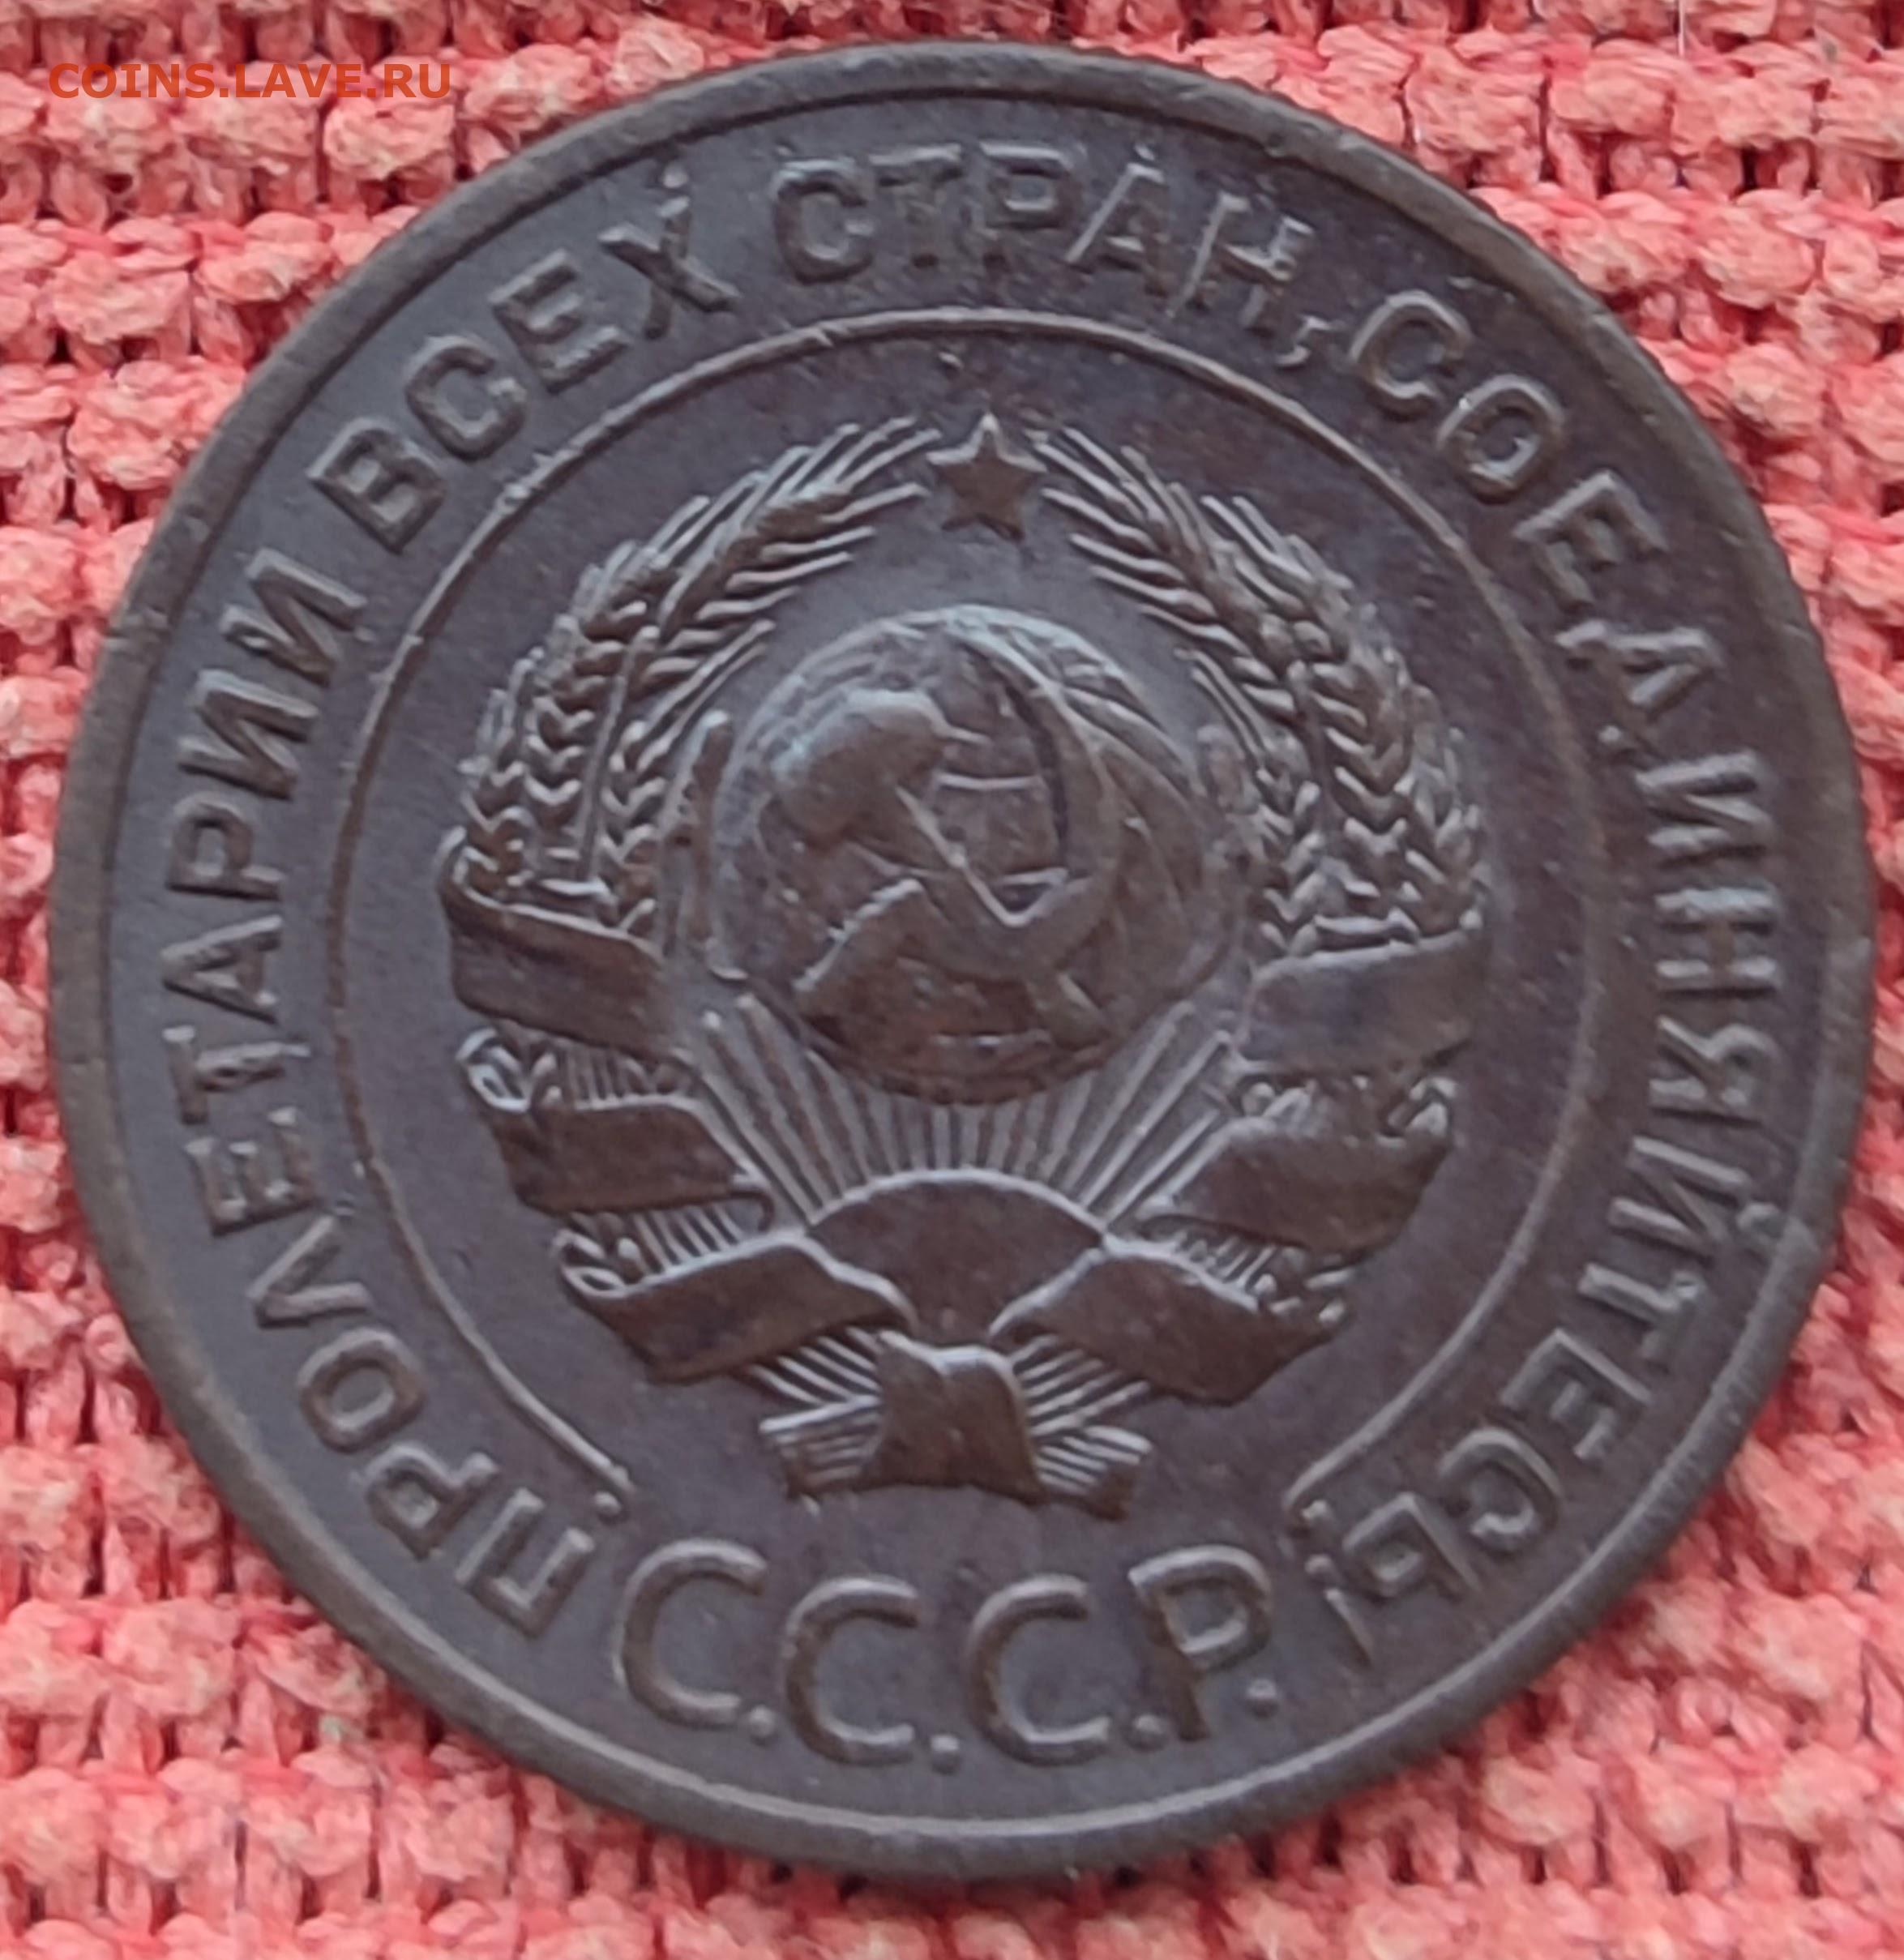 COINS.LAVE.RU
ПРОЛЕТАРИИ ВСЕХ СТРАН, СОЕДИНЯЙТЕСЬ!
С.С.С.Р.